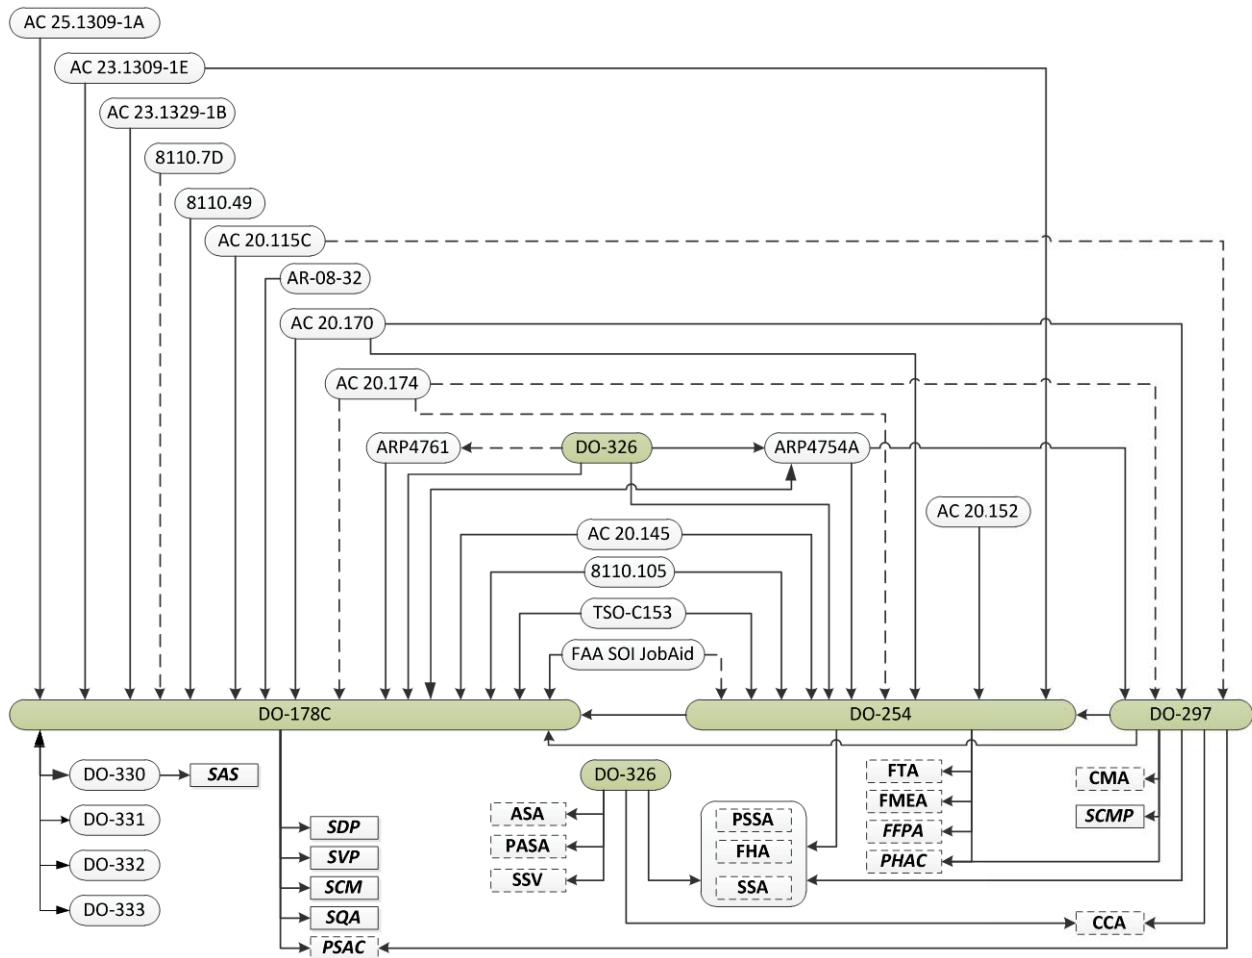 AC 25.1309-1A
AC 23.1309-1E
AC 23.1329-1B
8110.7D
8110.49
AC 20.115C
AR-08-32
AC 20.170
AC 20.174
ARP4761
DO-326
ARP4754A
AC 20.152
AC 20.145
8110.105
TSO-C153
FAA SOI JobAid
DO-178C
DO-254
DO-297
DO-330
SAS
DO-326
FTA
CMA
FMEA
ASA
PSSA
SCMP
DO-331
SDP
FFPA
PASA
FHA
SVP
PHAC
DO-332
SSV
SSA
SCM
DO-333
SQA
CCA
PSAC